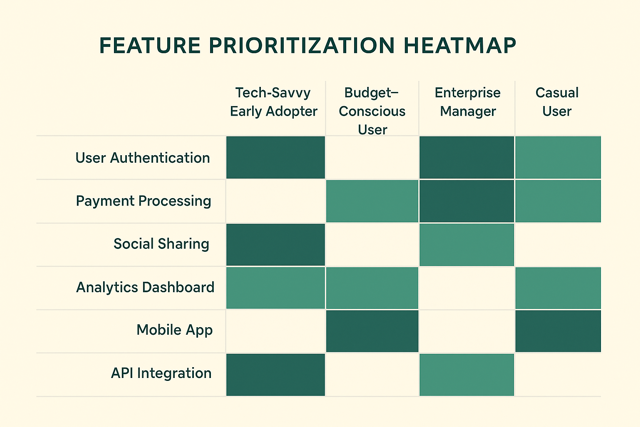 FEATURE PRIORITIZATION HEATMAP
Tech-Savvy
Early Adopter
Budget–
Conscious
User
Enterprise
Manager
Casual
User
User Authentication
Payment Processing
Social Sharing
Analytics Dashboard
Mobile App
API Integration